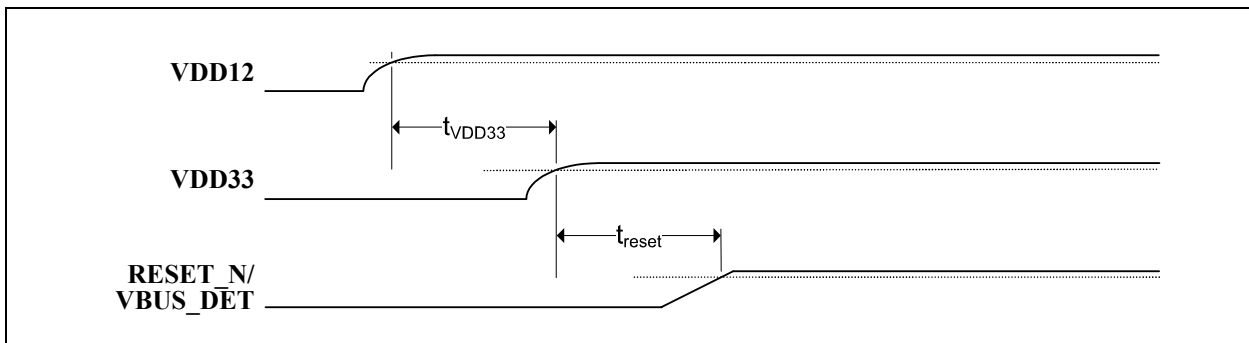 VDD12
tVDD33
VDD33
treset
RESET_N/
VBUS_DET